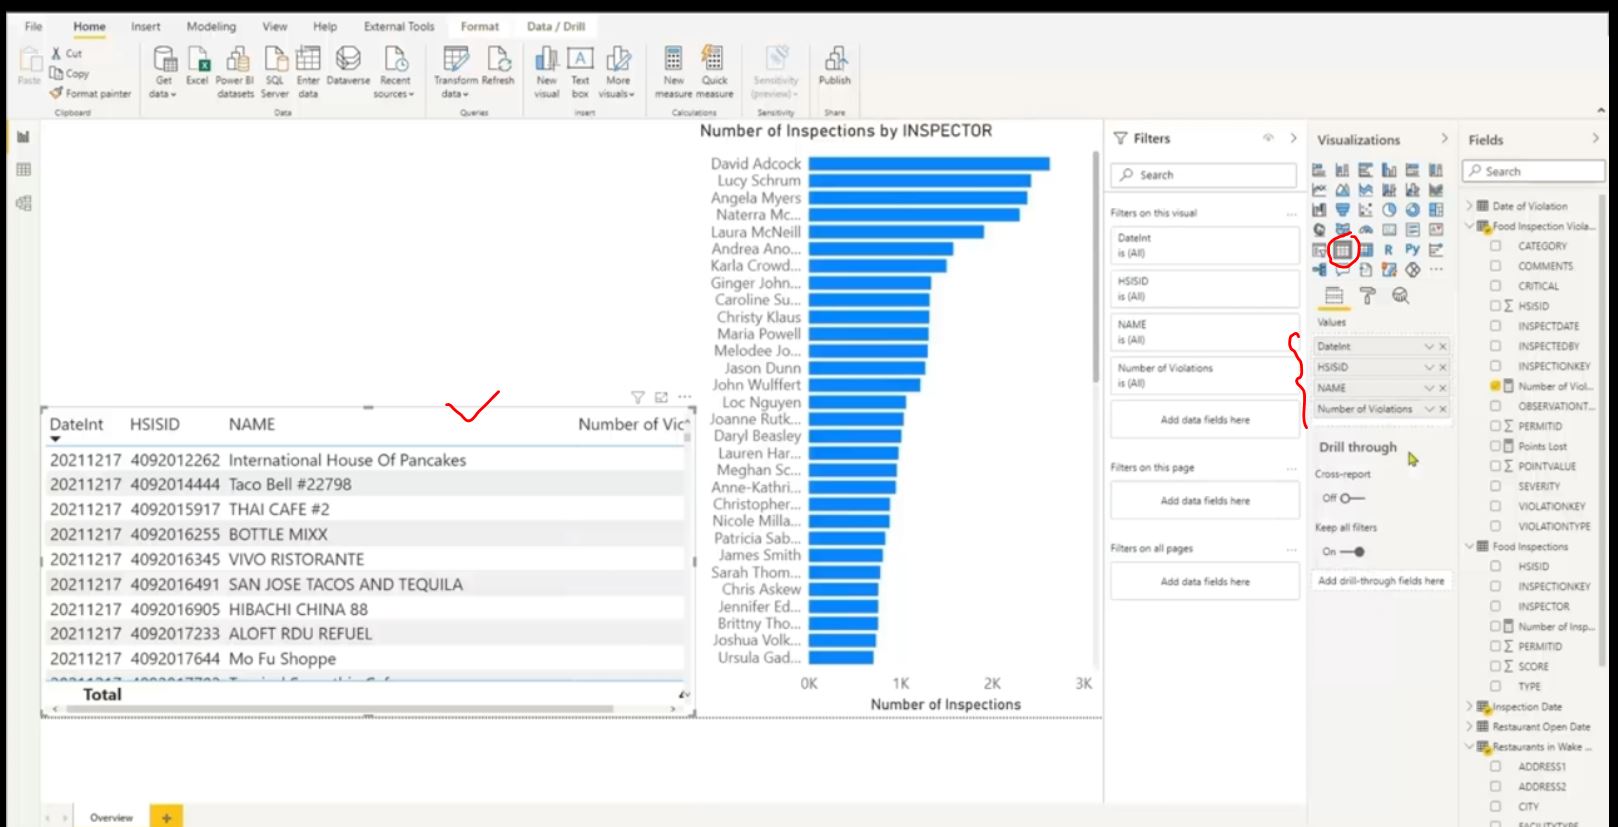 File Home Insert Modeling View Help External Tools Format Data / Drill
Paste
Cut
Copy
Format painter
Clipboard
Get data
Excel
Power BI datasets
SQL Server
Enter data
Dataverse
Recent sources
Data
Transform data
Refresh
Queries
New visual
Text box
More visuals
Insert
New measure
Quick measure
Calculations
Sensitivity (preview)
Sensitivity
Publish
Share
Number of Inspections by INSPECTOR
David Adcock
Lucy Schrum
Angela Myers
Naterra Mc...
Laura McNeill
Andrea Ano...
Karla Crowd...
Ginger John...
Caroline Su...
Christy Klaus
Maria Powell
Melodee Jo...
Jason Dunn
John Wulffert
Loc Nguyen
Joanne Rutk...
Daryl Beasley
Lauren Har...
Meghan Sc...
Anne-Kathri...
Christopher...
Nicole Milla...
Patricia Sab...
James Smith
Sarah Thom...
Chris Askew
Jennifer Ed...
Brittny Tho...
Joshua Volk...
Ursula Gad...
0K 1K 2K 3K
Number of Inspections
DateInt HSISID NAME Number of Vic
20211217 4092012262 International House Of Pancakes
20211217 4092014444 Taco Bell #22798
20211217 4092015917 THAI CAFE #2
20211217 4092016255 BOTTLE MIXX
20211217 4092016345 VIVO RISTORANTE
20211217 4092016491 SAN JOSE TACOS AND TEQUILA
20211217 4092016905 HIBACHI CHINA 88
20211217 4092017233 ALOFT RDU REFUEL
20211217 4092017644 Mo Fu Shoppe
Total
Overview
Filters
Search
Filters on this visual ...
DateInt
is (All)
HSISID
is (All)
NAME
is (All)
Number of Violations
is (All)
Add data fields here
Filters on this page ...
Add data fields here
Filters on all pages ...
Add data fields here
Visualizations
R Py
Values
DateInt
HSISID
NAME
Number of Violations
Drill through
Cross-report
Off
Keep all filters
On
Add drill-through fields here
Fields
Search
Date of Violation
Food Inspection Viola...
CATEGORY
COMMENTS
CRITICAL
HSISID
INSPECTDATE
INSPECTEDBY
INSPECTIONKEY
Number of Viol...
OBSERVATIONT...
PERMITID
Points Lost
POINTVALUE
SEVERITY
VIOLATIONKEY
VIOLATIONTYPE
Food Inspections
HSISID
INSPECTIONKEY
INSPECTOR
Number of Insp...
PERMITID
SCORE
TYPE
Inspection Date
Restaurant Open Date
Restaurants in Wake ...
ADDRESS1
ADDRESS2
CITY